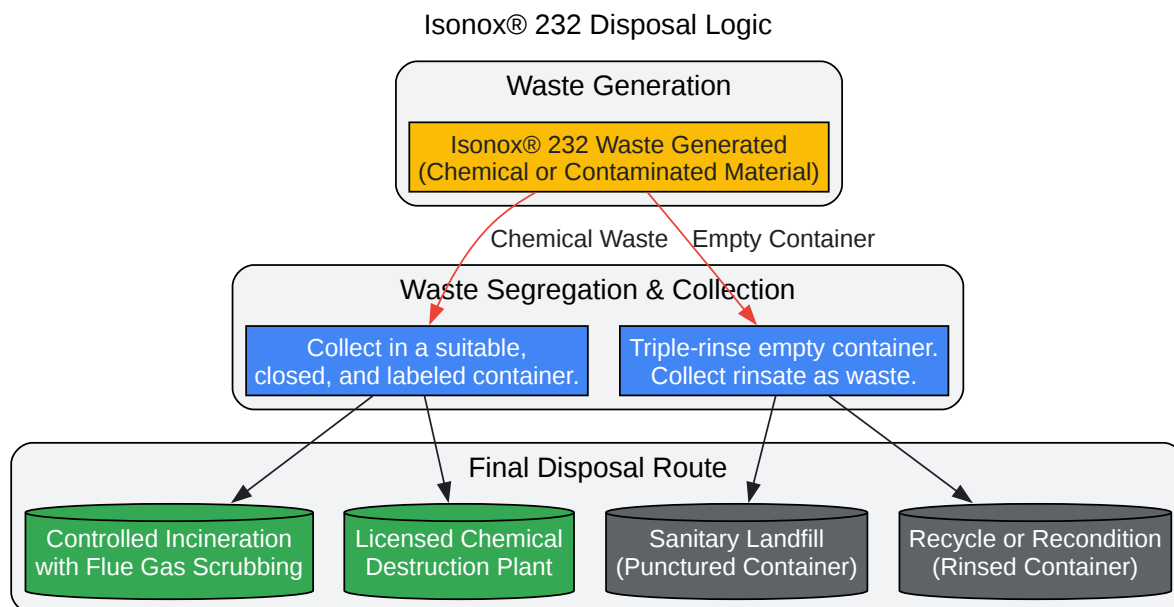 Isonox® 232 Disposal Logic
Waste Generation
Isonox® 232 Waste Generated
(Chemical or Contaminated Material)
Chemical Waste
Empty Container
Waste Segregation & Collection
Collect in a suitable,
closed, and labeled container.
Triple-rinse empty container.
Collect rinsate as waste.
Final Disposal Route
Controlled Incineration
with Flue Gas Scrubbing
Licensed Chemical
Destruction Plant
Sanitary Landfill
(Punctured Container)
Recycle or Recondition
(Rinsed Container)